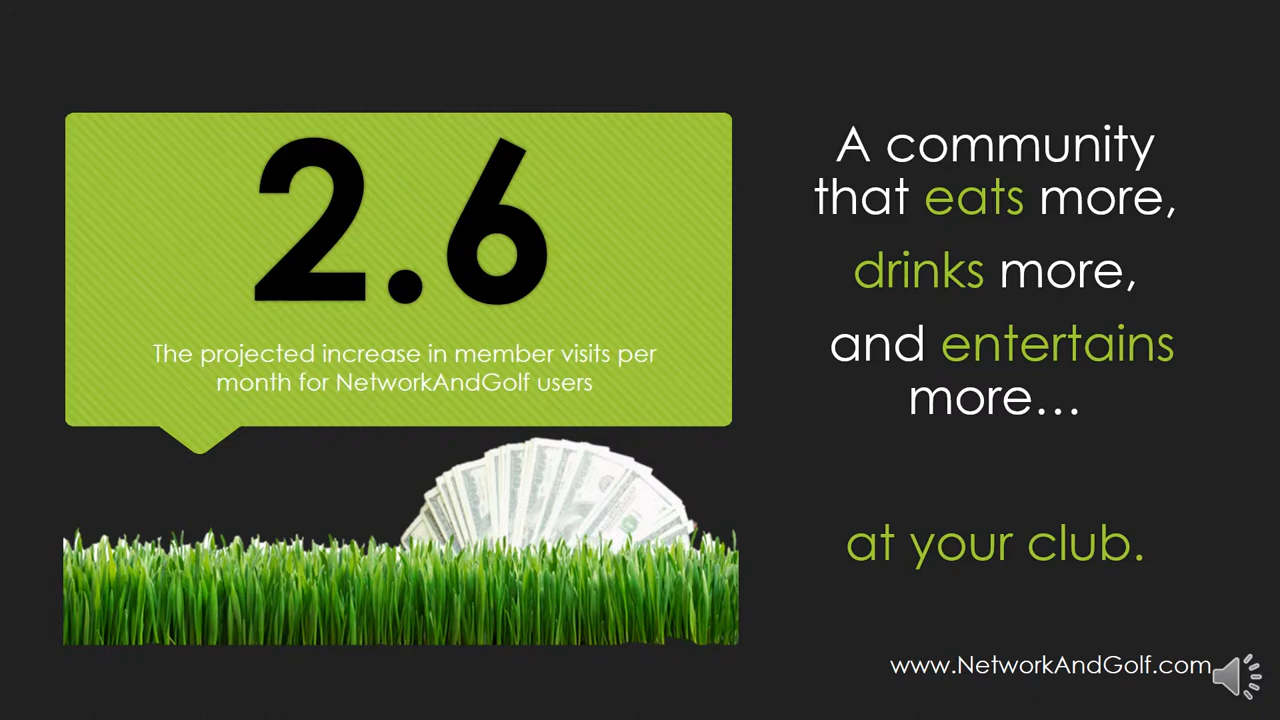 2.6
The projected increase in member visits per
month for NetworkAndGolf users
A community
that eats more,
drinks more,
and entertains
more…
at your club.
www.NetworkAndGolf.com